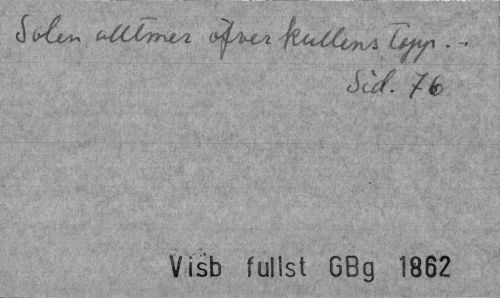 Solen alltmer öfver kullens topp. -
Sid. 76
Visb fullst GBg 1862